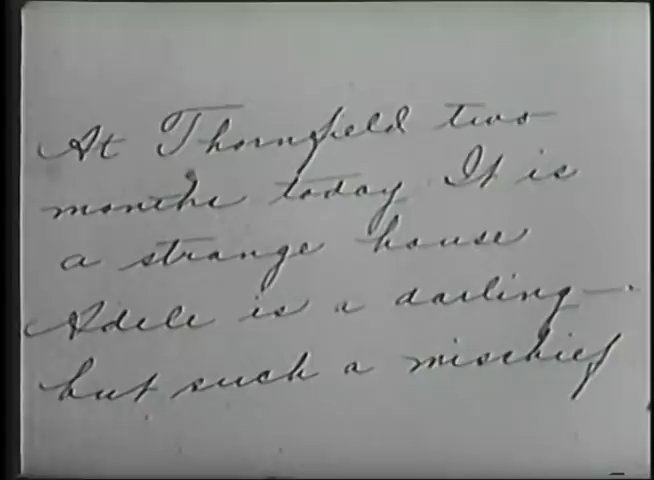 At Thornfield two
months today It is
a strange house
Adele is a darling —
but such a mischief